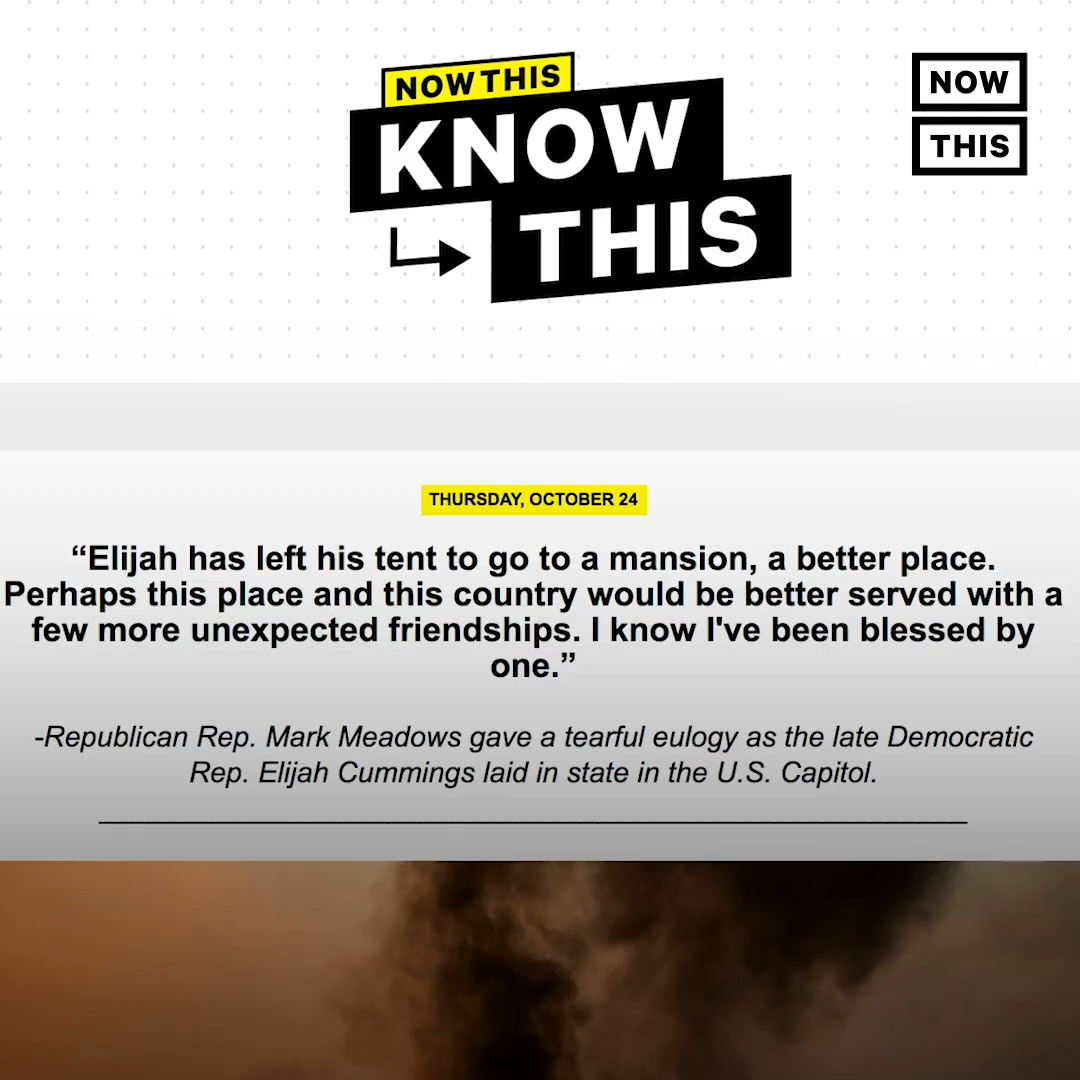 NOW THIS
KNOW
THIS
NOW
THIS
THURSDAY, OCTOBER 24
“Elijah has left his tent to go to a mansion, a better place.
Perhaps this place and this country would be better served with a
few more unexpected friendships. I know I've been blessed by
one.”
-Republican Rep. Mark Meadows gave a tearful eulogy as the late Democratic
Rep. Elijah Cummings laid in state in the U.S. Capitol.